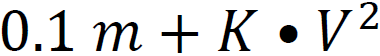 0.1 m + K • V²